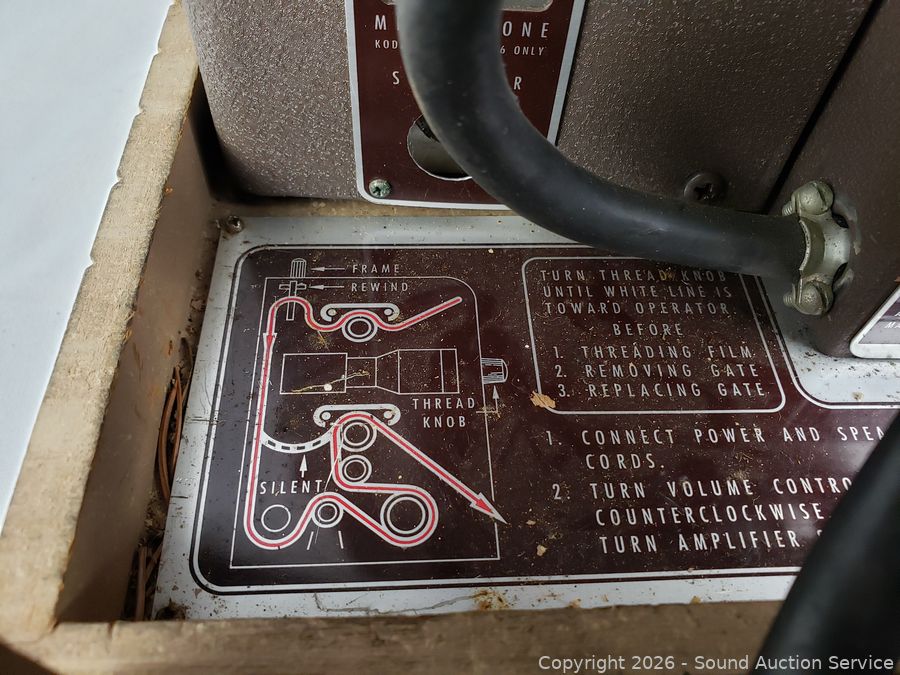 KOD
6 ONLY
FRAME
REWIND
THREAD
KNOB
SILENT
TURN THREAD KNOB
UNTIL WHITE LINE IS
TOWARD OPERATOR.
BEFORE
1. THREADING FILM
2. REMOVING GATE
3. REPLACING GATE
1. CONNECT POWER AND SPEA
CORDS.
2. TURN VOLUME CONTRO
COUNTERCLOCKWISE
TURN AMPLIFIER
Copyright 2026 - Sound Auction Service